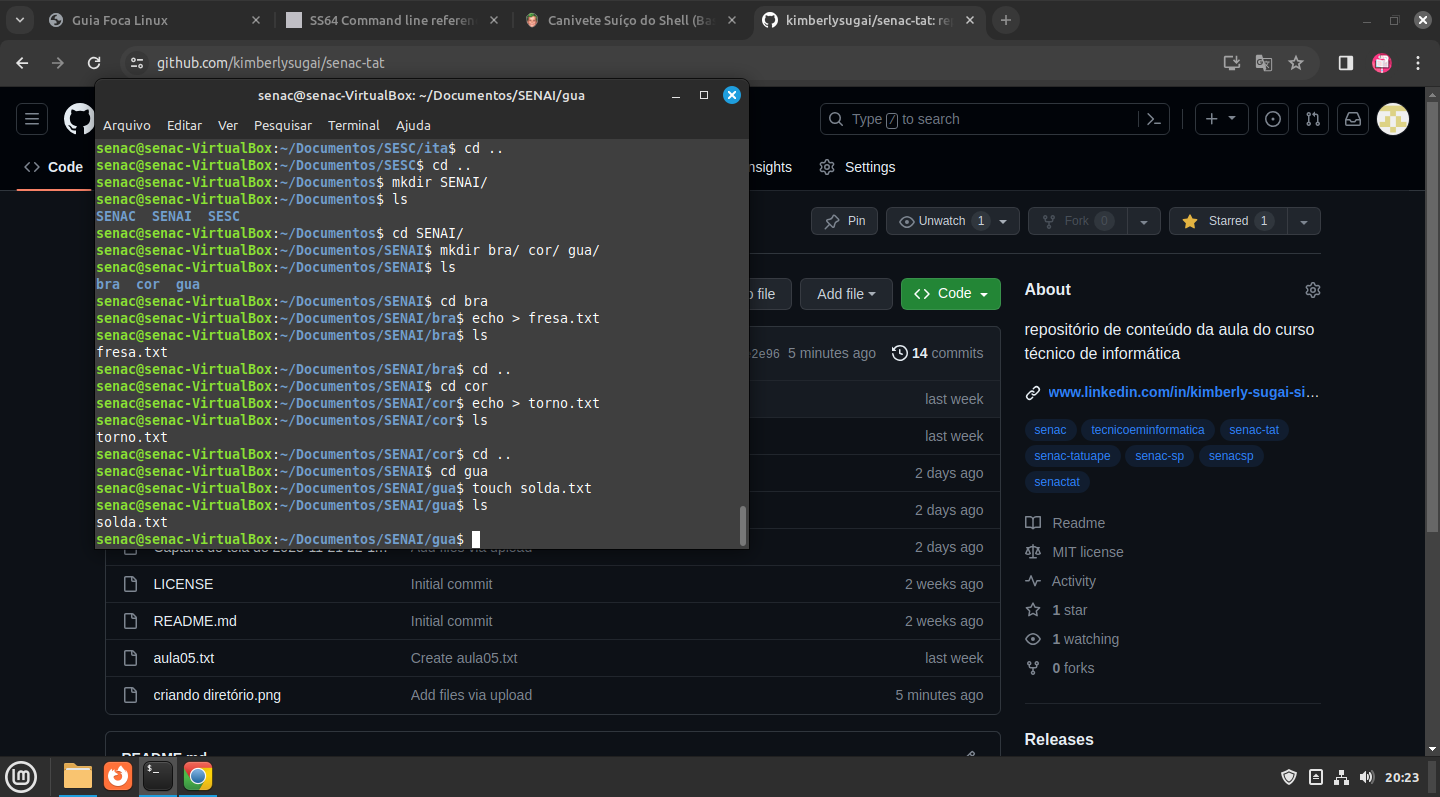 Guia Foca Linux
SS64 Command line referen
Canivete Suíço do Shell (Bas
kimberlysugai/senac-tat: rep
github.com/kimberlysugai/senac-tat
senac@senac-VirtualBox: ~/Documentos/SENAI/gua
Arquivo Editar Ver Pesquisar Terminal Ajuda
senac@senac-VirtualBox:~/Documentos/SESC/ita$ cd ..
senac@senac-VirtualBox:~/Documentos/SESC$ cd ..
senac@senac-VirtualBox:~/Documentos$ mkdir SENAI/
senac@senac-VirtualBox:~/Documentos$ ls
SENAC SENAI SESC
senac@senac-VirtualBox:~/Documentos$ cd SENAI/
senac@senac-VirtualBox:~/Documentos/SENAI$ mkdir bra/ cor/ gua/
senac@senac-VirtualBox:~/Documentos/SENAI$ ls
bra cor gua
senac@senac-VirtualBox:~/Documentos/SENAI$ cd bra
senac@senac-VirtualBox:~/Documentos/SENAI/bra$ echo > fresa.txt
senac@senac-VirtualBox:~/Documentos/SENAI/bra$ ls
fresa.txt
senac@senac-VirtualBox:~/Documentos/SENAI/bra$ cd ..
senac@senac-VirtualBox:~/Documentos/SENAI$ cd cor
senac@senac-VirtualBox:~/Documentos/SENAI/cor$ echo > torno.txt
senac@senac-VirtualBox:~/Documentos/SENAI/cor$ ls
torno.txt
senac@senac-VirtualBox:~/Documentos/SENAI/cor$ cd ..
senac@senac-VirtualBox:~/Documentos/SENAI$ cd gua
senac@senac-VirtualBox:~/Documentos/SENAI/gua$ touch solda.txt
senac@senac-VirtualBox:~/Documentos/SENAI/gua$ ls
solda.txt
senac@senac-VirtualBox:~/Documentos/SENAI/gua$
Type / to search
Code
nsights
Settings
Pin
Unwatch 1
Fork 0
Starred 1
o file
Add file
Code
2e96 5 minutes ago 14 commits
last week
last week
2 days ago
2 days ago
2 days ago
LICENSE Initial commit 2 weeks ago
README.md Initial commit 2 weeks ago
aula05.txt Create aula05.txt last week
criando diretório.png Add files via upload 5 minutes ago
README.md
About
repositório de conteúdo da aula do curso
técnico de informática
www.linkedin.com/in/kimberly-sugai-si...
senac tecnicoeminformatica senac-tat
senac-tatuape senac-sp senacsp
senactat
Readme
MIT license
Activity
1 star
1 watching
0 forks
Releases
20:23